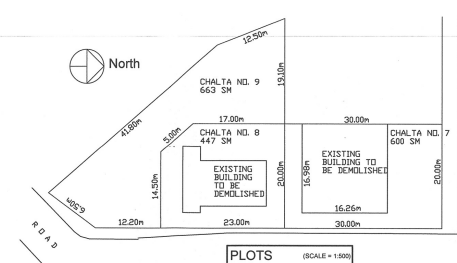 12.50m
North
CHALTA NO. 9
663 SM
19.10m
41.80m
17.00m
30.00m
5.00m
CHALTA NO. 8
447 SM
CHALTA NO. 7
600 SM
EXISTING
BUILDING
TO BE
DEMOLISHED
EXISTING
BUILDING TO
BE DEMOLISHED
14.50m
20.00m
16.98m
20.00m
6.50m
16.26m
12.20m
23.00m
30.00m
ROAD
PLOTS (SCALE = 1:500)